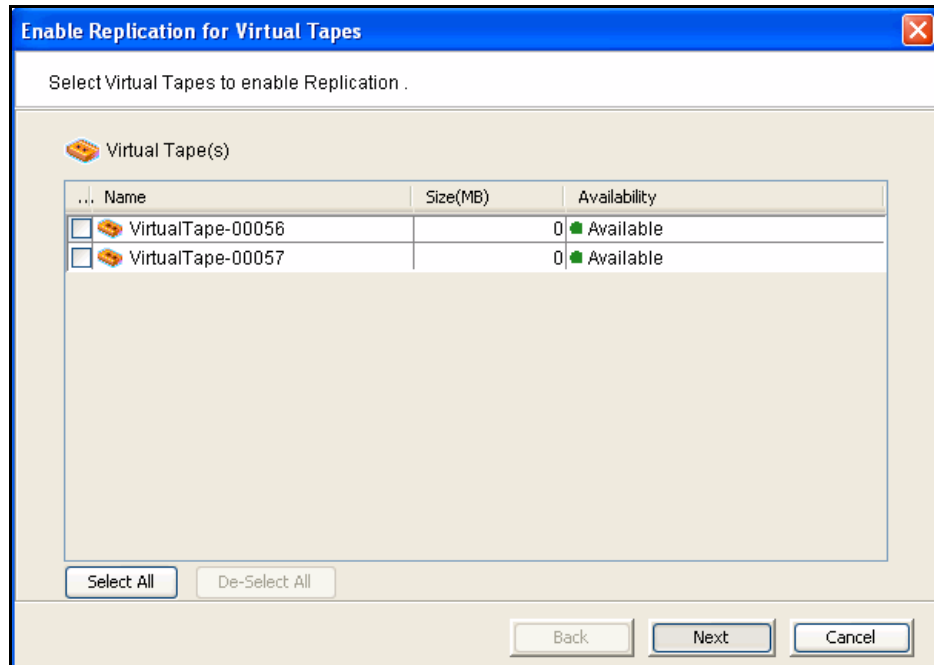 Enable Replication for Virtual Tapes
Select Virtual Tapes to enable Replication .
Virtual Tape(s)
... Name Size(MB) Availability
VirtualTape-00056 0 Available
VirtualTape-00057 0 Available
Select All De-Select All
Back Next Cancel